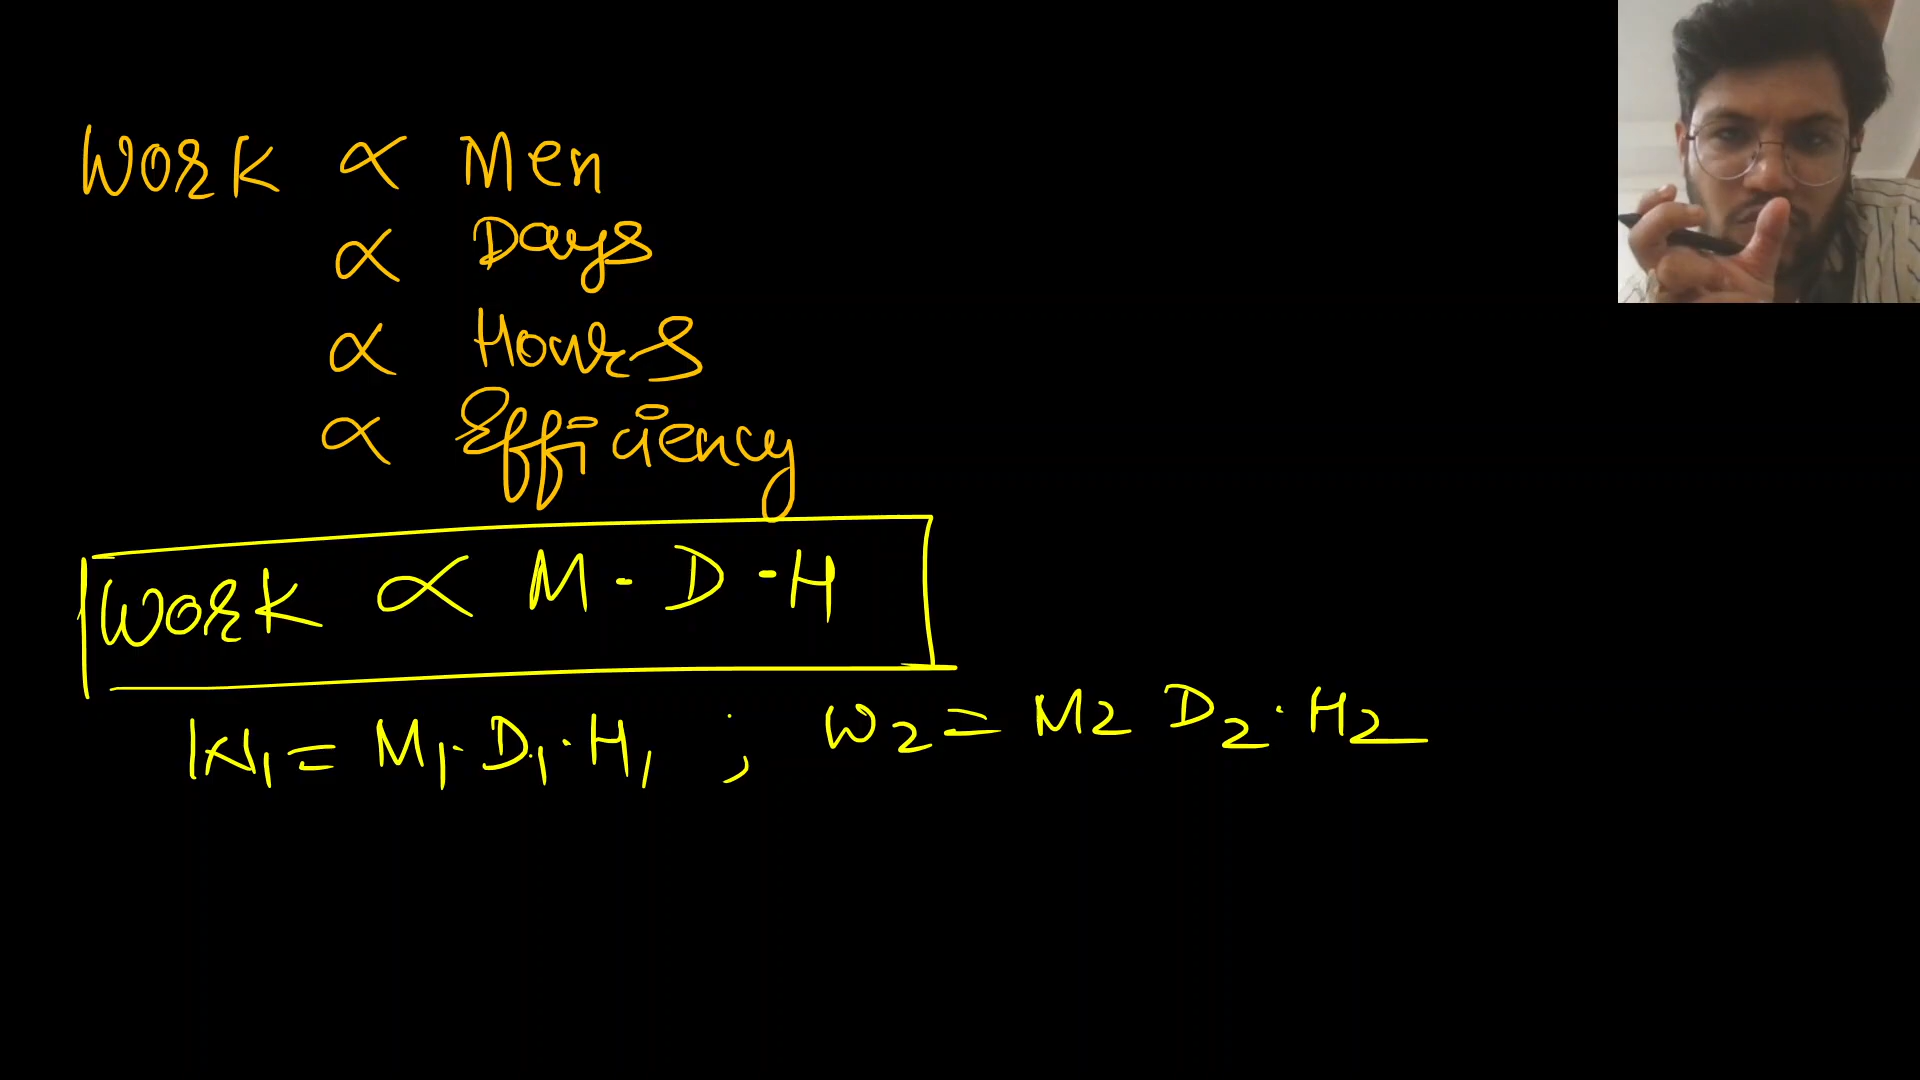 Work ∝ Men
∝ Days
∝ Hours
∝ Efficiency
Work ∝ M · D · H
W₁ = M₁ · D₁ · H₁ ; W₂ = M₂ D₂ · H₂